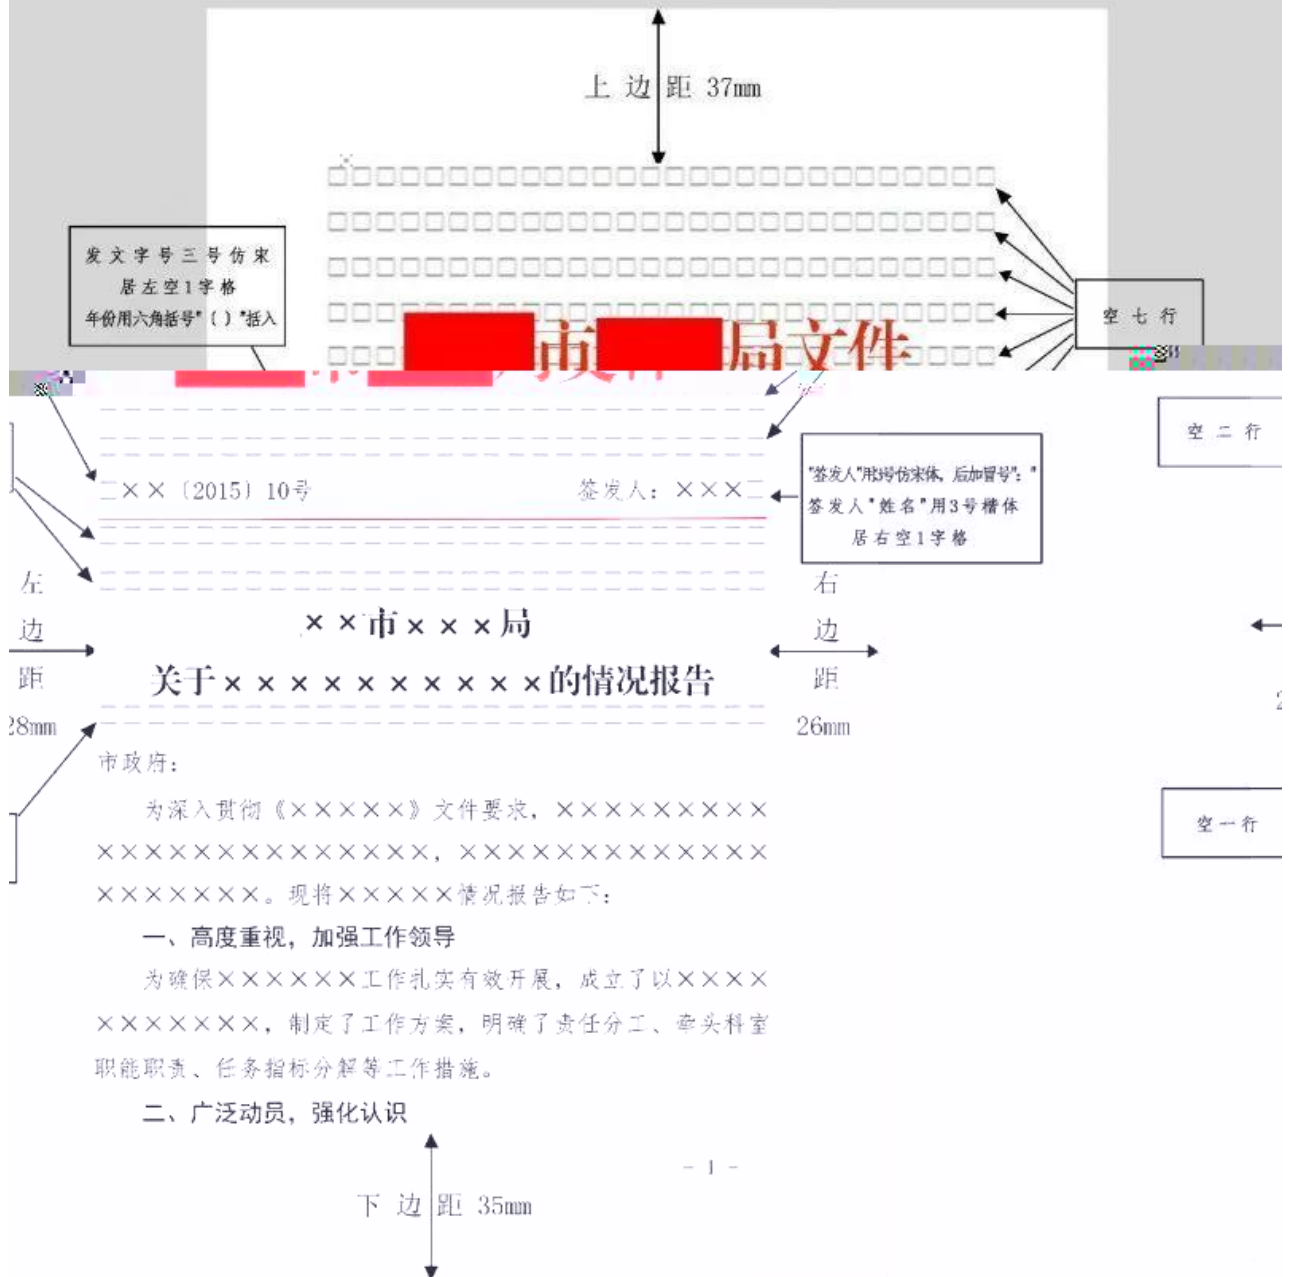 上边距 37mm
发文字号三号仿宋
居左空1字格
年份用六角括号"〔〕"括入
空七行
市 局文件
空二行
××〔2015〕10号 签发人：×××
"签发人"用3号仿宋体，后加冒号"："
签发人"姓名"用3号楷体
居右空1字格
左边距 28mm
右边距 26mm
××市×××局
关于××××××××××的情况报告
市政府：
为深入贯彻《×××××》文件要求，×××××××××
××××××××××××××，×××××××××××××
×××××××。现将×××××情况报告如下：
空一行
一、高度重视，加强工作领导
为确保××××××工作扎实有效开展，成立了以××××
×××××××，制定了工作方案，明确了责任分工、牵头科室
职能职责、任务指标分解等工作措施。
二、广泛动员，强化认识
- 1 -
下边距 35mm